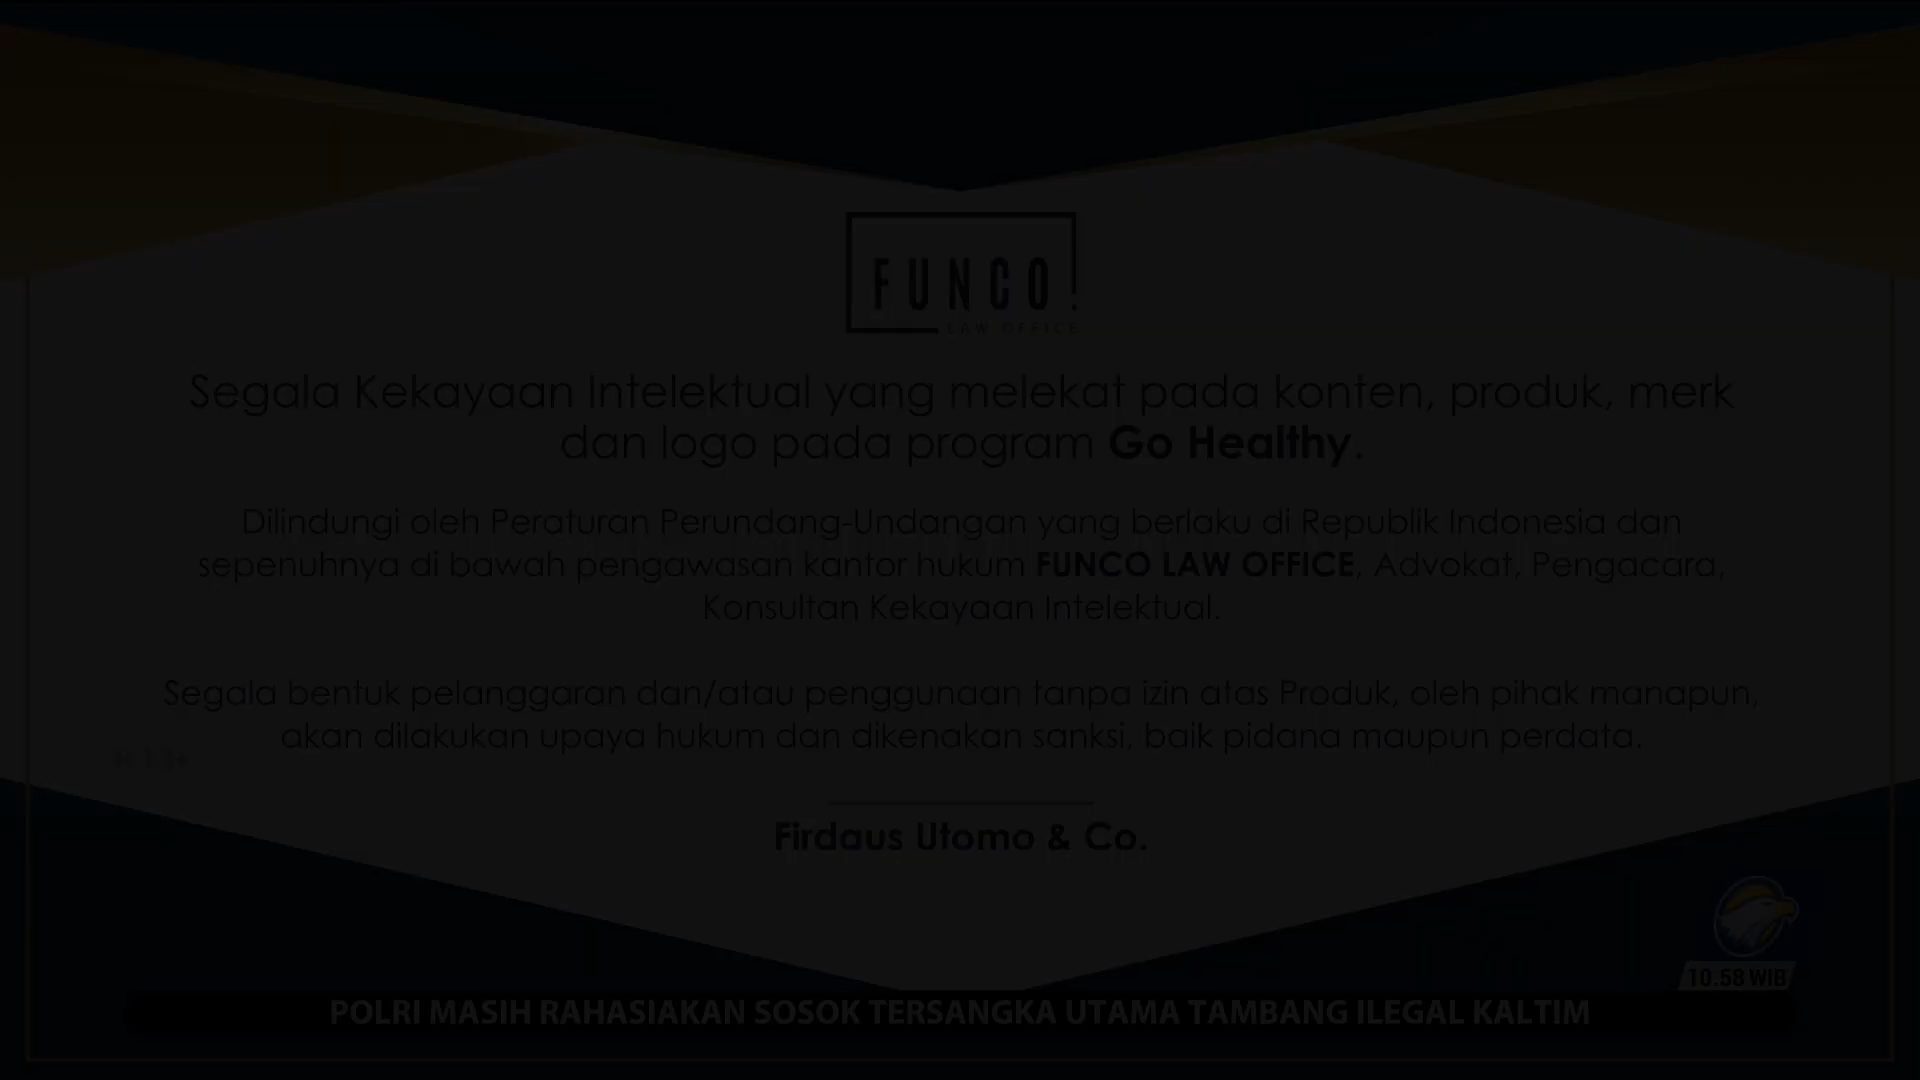 FUNCO
LAW OFFICE
Segala Kekayaan Intelektual yang melekat pada konten, produk, merk
dan logo pada program Go Healthy.
Dilindungi oleh Peraturan Perundang-Undangan yang berlaku di Republik Indonesia dan
sepenuhnya di bawah pengawasan kantor hukum FUNCO LAW OFFICE, Advokat, Pengacara,
Konsultan Kekayaan Intelektual.
Segala bentuk pelanggaran dan/atau penggunaan tanpa izin atas Produk, oleh pihak manapun,
akan dilakukan upaya hukum dan dikenakan sanksi, baik pidana maupun perdata.
R 13+
Firdaus Utomo & Co.
10.58 WIB
POLRI MASIH RAHASIAKAN SOSOK TERSANGKA UTAMA TAMBANG ILEGAL KALTIM